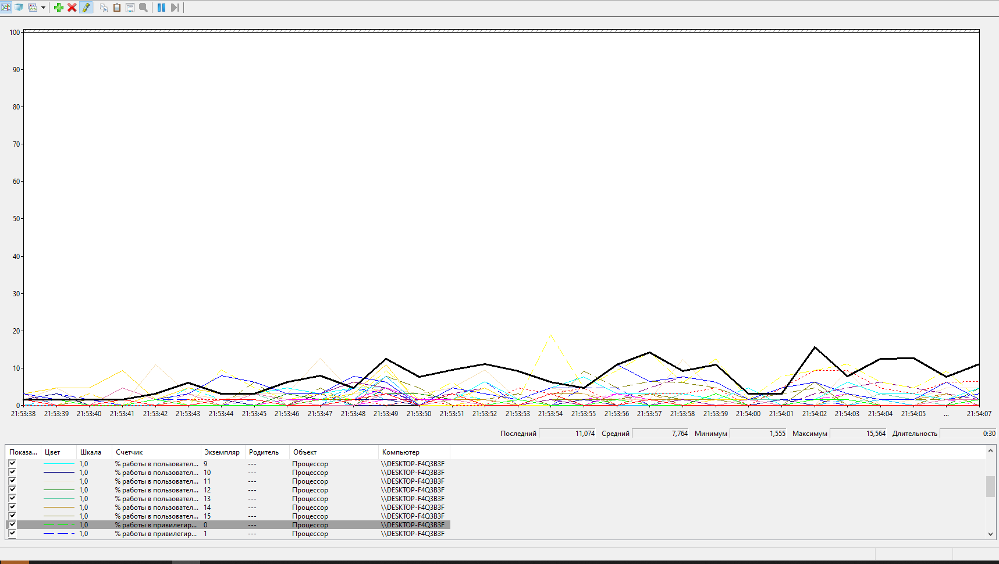 100
90
80
70
60
50
40
30
20
10
0
21:53:38 21:53:39 21:53:40 21:53:41 21:53:42 21:53:43 21:53:44 21:53:45 21:53:46 21:53:47 21:53:48 21:53:49 21:53:50 21:53:51 21:53:52 21:53:53 21:53:54 21:53:55 21:53:56 21:53:57 21:53:58 21:53:59 21:54:00 21:54:01 21:54:02 21:54:03 21:54:04 21:54:05 ... 21:54:07
Последний 11,074 Средний 7,764 Минимум 1,555 Максимум 15,564 Длительность 0:30
Показа... Цвет Шкала Счетчик Экземпляр Родитель Объект Компьютер
1,0 % работы в пользовател... 9 --- Процессор \\DESKTOP-F4Q3B3F
1,0 % работы в пользовател... 10 --- Процессор \\DESKTOP-F4Q3B3F
1,0 % работы в пользовател... 11 --- Процессор \\DESKTOP-F4Q3B3F
1,0 % работы в пользовател... 12 --- Процессор \\DESKTOP-F4Q3B3F
1,0 % работы в пользовател... 13 --- Процессор \\DESKTOP-F4Q3B3F
1,0 % работы в пользовател... 14 --- Процессор \\DESKTOP-F4Q3B3F
1,0 % работы в пользовател... 15 --- Процессор \\DESKTOP-F4Q3B3F
1,0 % работы в привилегир... 0 --- Процессор \\DESKTOP-F4Q3B3F
1,0 % работы в привилегир... 1 --- Процессор \\DESKTOP-F4Q3B3F